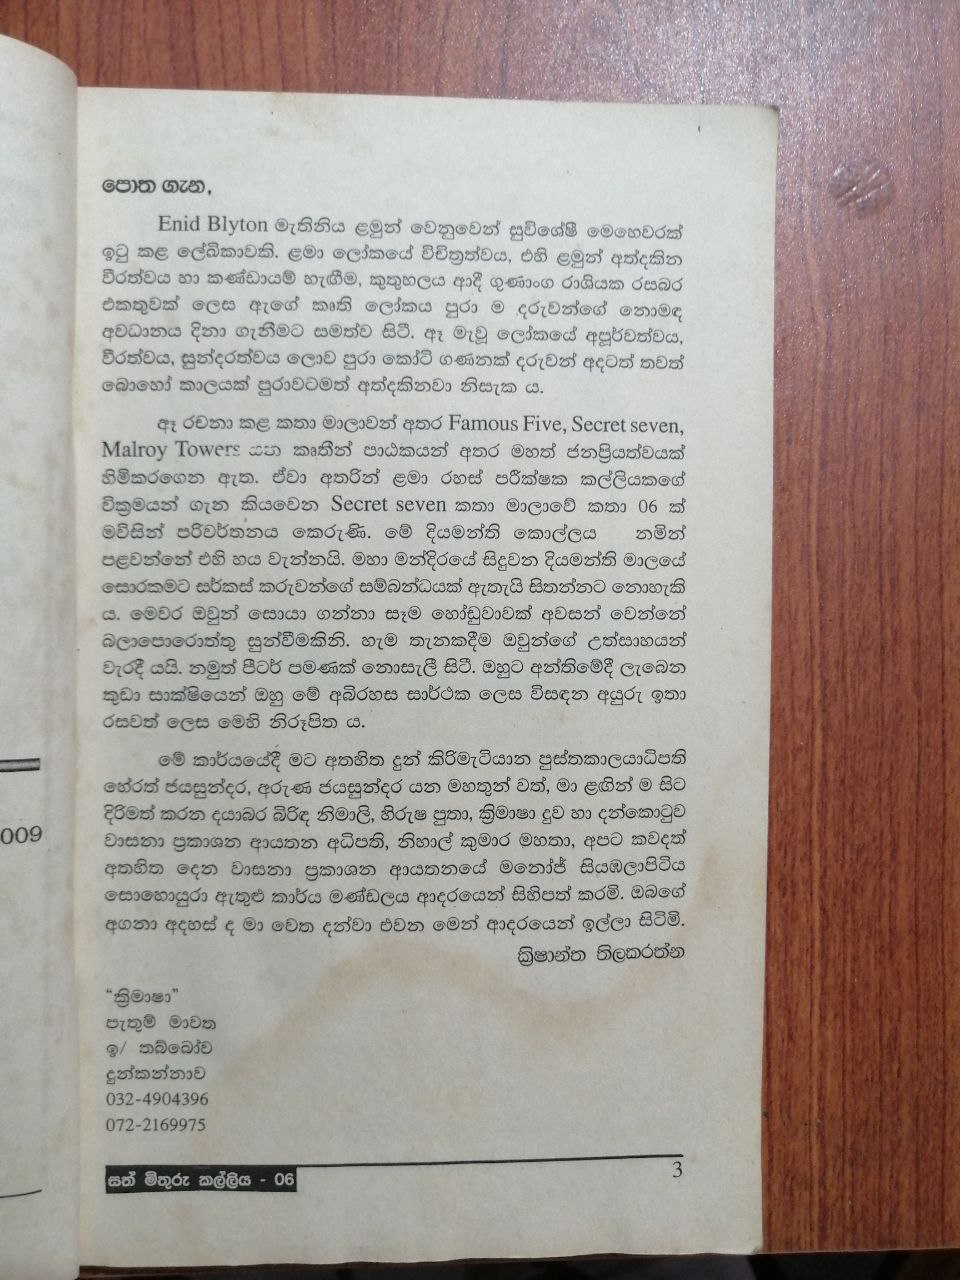 පොත ගැන,
Enid Blyton මැතිනිය ළමුන් වෙනුවෙන් සුවිශේෂී මෙහෙවරක්
ඉටු කළ ලේඛිකාවකි. ළමා ලෝකයේ විචිත්‍රත්වය, එහි ළමුන් අත්දකින
වීරත්වය හා කණ්ඩායම් හැඟීම, කුතුහලය ආදී ගුණාංග රාශියක රසබර
එකතුවක් ලෙස ඇගේ කෘති ලෝකය පුරා ම දරුවන්ගේ නොමඳ
අවධානය දිනා ගැනීමට සමත්ව සිටී. ඈ මැවූ ලෝකයේ අපූර්වත්වය,
වීරත්වය, සුන්දරත්වය ලොව පුරා කෝටි ගණනක් දරුවන් අදටත් තවත්
බොහෝ කාලයක් පුරාවටමත් අත්දකිනවා නිසැක ය.
ඈ රචනා කළ කතා මාලාවන් අතර Famous Five, Secret seven,
Malroy Towers යන කෘතීන් පාඨකයන් අතර මහත් ජනප්‍රියත්වයක්
හිමිකරගෙන ඇත. ඒවා අතරින් ළමා රහස් පරීක්ෂක කල්ලියකගේ
වික්‍රමයන් ගැන කියවෙන Secret seven කතා මාලාවේ කතා 06 ක්
මවිසින් පරිවර්තනය කෙරුණි. මේ දියමන්ති කොල්ලය නමින්
පළවන්නේ එහි හය වැන්නයි. මහා මන්දිරයේ සිදුවන දියමන්ති මාලයේ
සොරකමට සර්කස් කරුවන්ගේ සම්බන්ධයක් ඇතැයි සිතන්නට නොහැකි
ය. මෙවර ඔවුන් සොයා ගන්නා සෑම හෝඩුවාවක් අවසන් වෙන්නේ
බලාපොරොත්තු සුන්වීමකිනි. හැම තැනකදීම ඔවුන්ගේ උත්සාහයන්
වැරදී යයි. නමුත් පීටර් පමණක් නොසැලී සිටී. ඔහුට අන්තිමේදී ලැබෙන
කුඩා සාක්ෂියෙන් ඔහු මේ අබිරහස සාර්ථක ලෙස විසඳන අයුරු ඉතා
රසවත් ලෙස මෙහි නිරූපිත ය.
මේ කාර්යයේදී මට අතහිත දුන් කිරිමැටියාන පුස්තකාලයාධිපති
හේරත් ජයසුන්දර, අරුණ ජයසුන්දර යන මහතුන් වත්, මා ළඟින් ම සිට
දිරිමත් කරන දයාබර බිරිඳ නිමාලි, හිරුෂ පුතා, ක්‍රිමාෂා දුව හා දන්කොටුව
වාසනා ප්‍රකාශන ආයතන අධිපති, නිහාල් කුමාර මහතා, අපට කවදත්
අතහිත දෙන වාසනා ප්‍රකාශන ආයතනයේ මනෝජ් සියඹලාපිටිය
සොහොයුරා ඇතුළු කාර්ය මණ්ඩලය ආදරයෙන් සිහිපත් කරමි. ඔබගේ
අගනා අදහස් ද මා වෙත දන්වා එවන මෙන් ආදරයෙන් ඉල්ලා සිටිමි.
ක්‍රිෂාන්ත තිලකරත්න
“ක්‍රිමාෂා”
පැතුම් මාවත
ඉ/ තබ්බෝව
දුන්කන්නාව
032-4904396
072-2169975
සත් මිතුරු කල්ලිය - 06
3
009